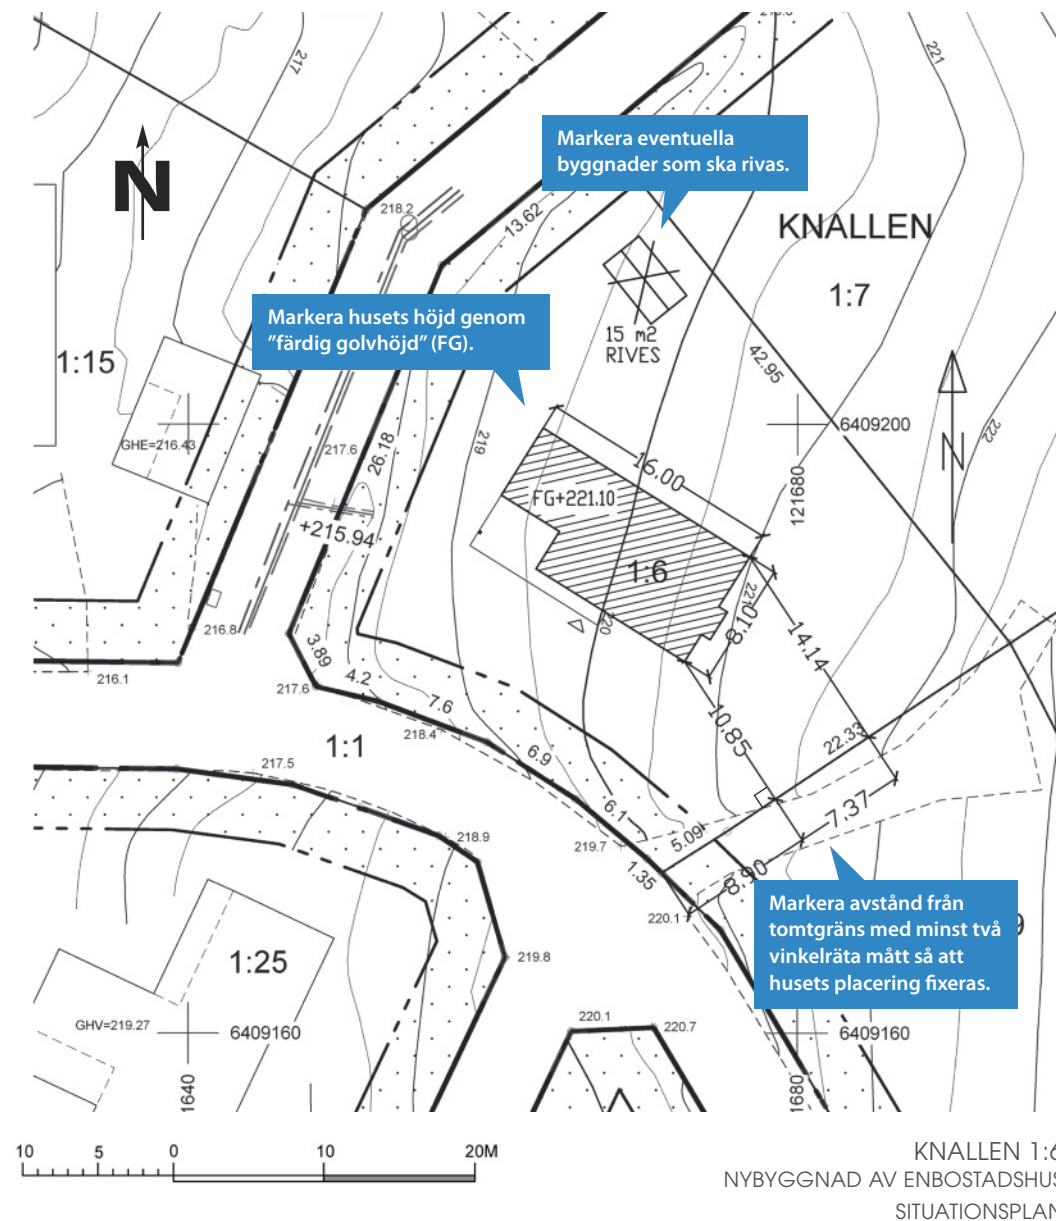 217
218.2
221
Markera eventuella
byggnader som ska rivas.
N
13.62
KNALLEN
1:7
Markera husets höjd genom
”färdig golvhöjd” (FG).
15 m2
RIVES
1:15
42.95
6409200
GHE=216.43
217.6
26.18
219
16.00
222
N
FG+221.10
121680
+215.94
1:6
221
8.10
220
14.14
216.8
3.89
216.1
217.6
4.2
7.6
218.4
10.85
22.33
1:1
6.9
217.5
6.1
7.37
218.9
219.7
5.09
1.35
8.90
220.1
Markera avstånd från
tomtgräns med minst två
vinkelräta mått så att
husets placering fixeras.
9
1:25
219.8
GHV=219.27
6409160
220.1
220.7
6409160
1640
1680
10 5 0 10 20M
KNALLEN 1:6
NYBYGGNAD AV ENBOSTADSHUS
SITUATIONSPLAN